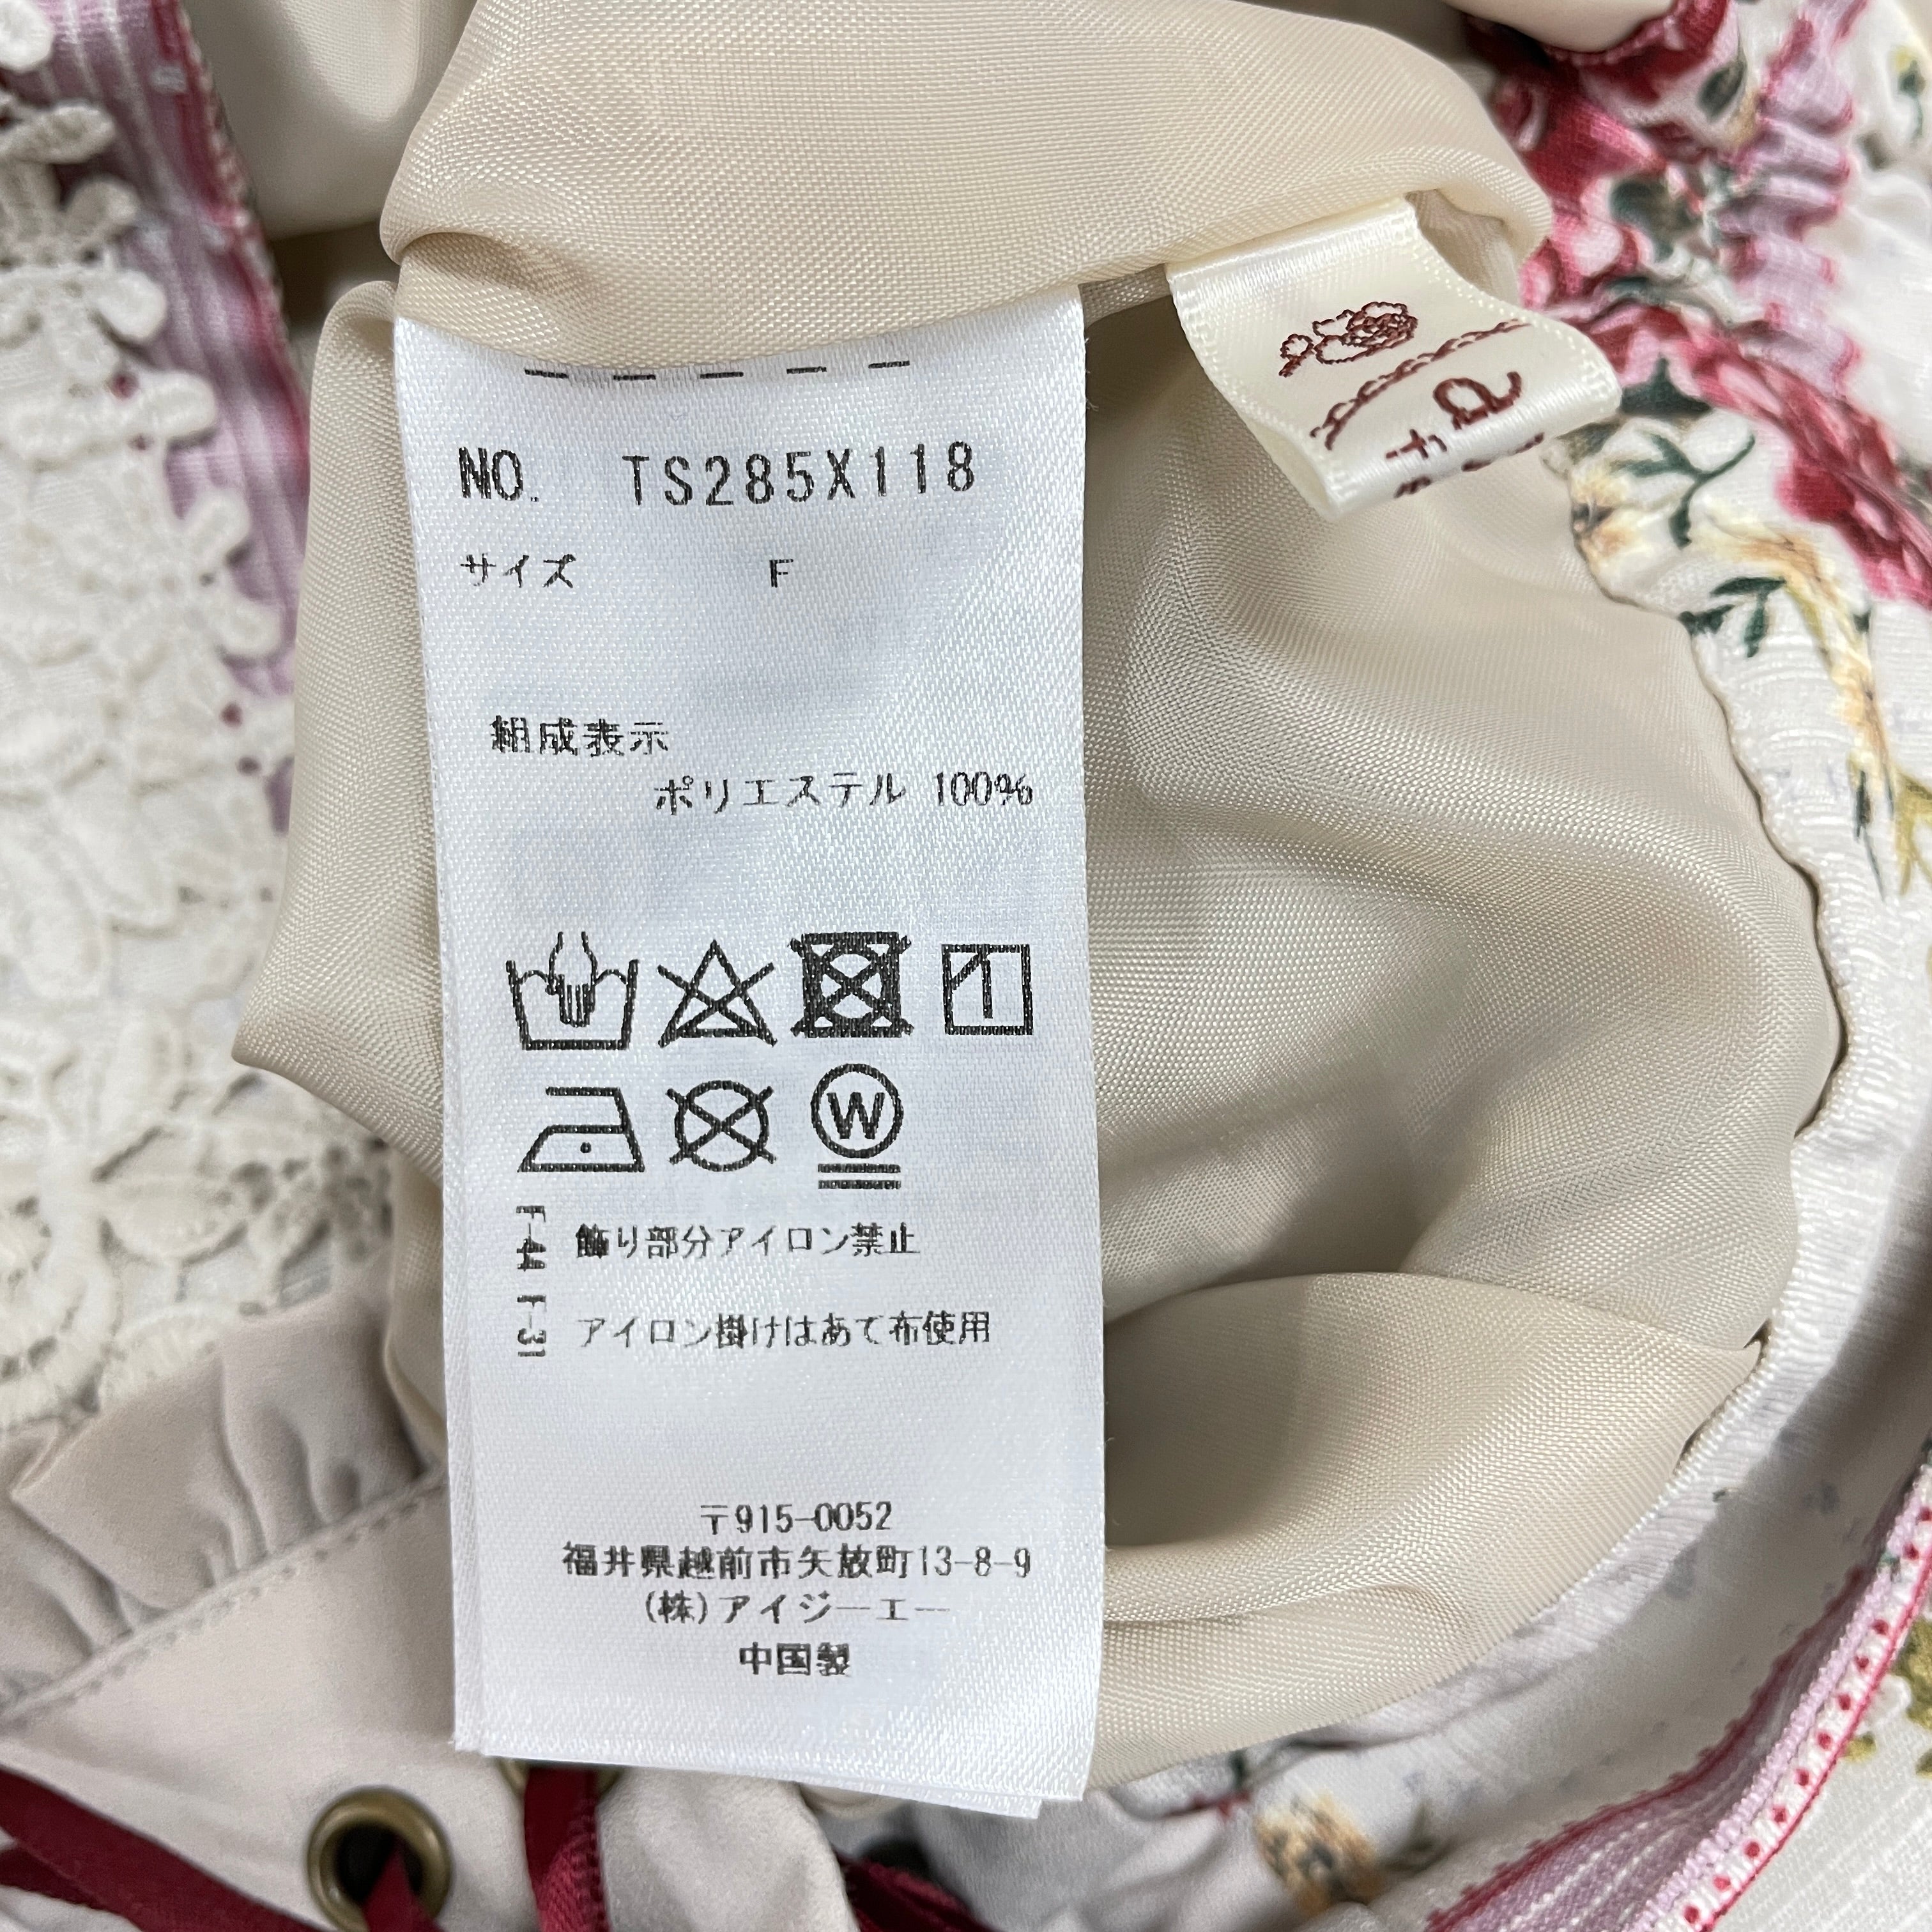 NO. TS285X118
サイズ F
組成表示
ポリエステル 100%
W
F-44 飾り部分アイロン禁止
F-31 アイロン掛けはあて布使用
〒915-0052
福井県越前市矢放町13-8-9
(株)アイジーエー
中国製